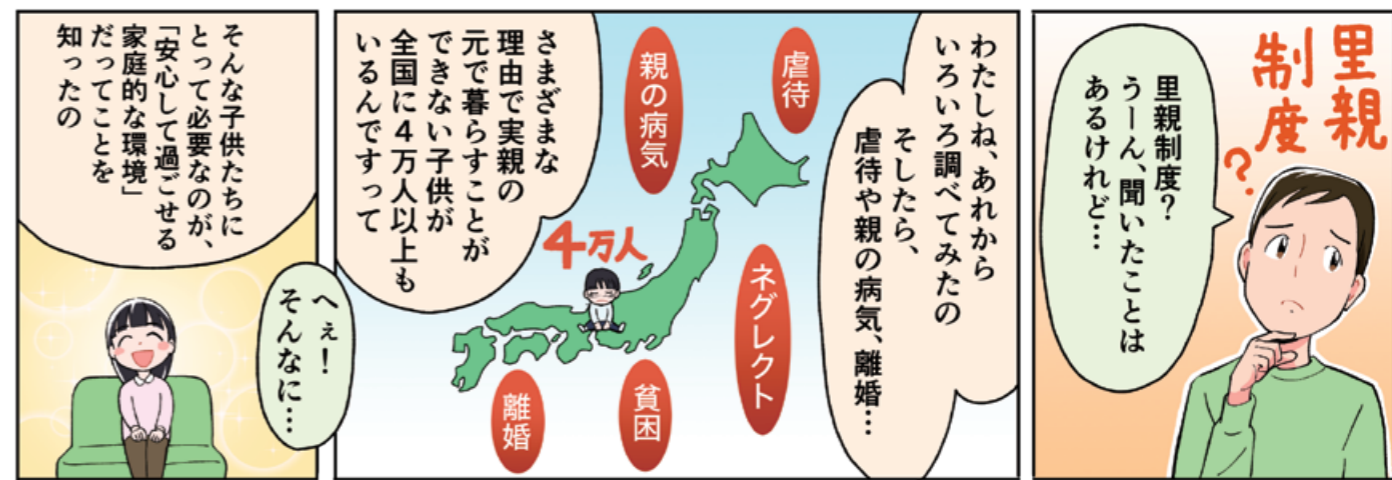 里親
制度
?
里親制度?
うーん、聞いたことは
あるけれど…
わたしね、あれから
いろいろ調べてみたの
そしたら、
虐待や親の病気、離婚…
虐待
親の病気
ネグレクト
貧困
離婚
4万人
さまざまな
理由で実親の
元で暮らすことが
できない子供が
全国に4万人以上も
いるんですって
へぇ!
そんなに…
そんな子供たちに
とって必要なのが、
「安心して過ごせる
家庭的な環境」
だってことを
知ったの